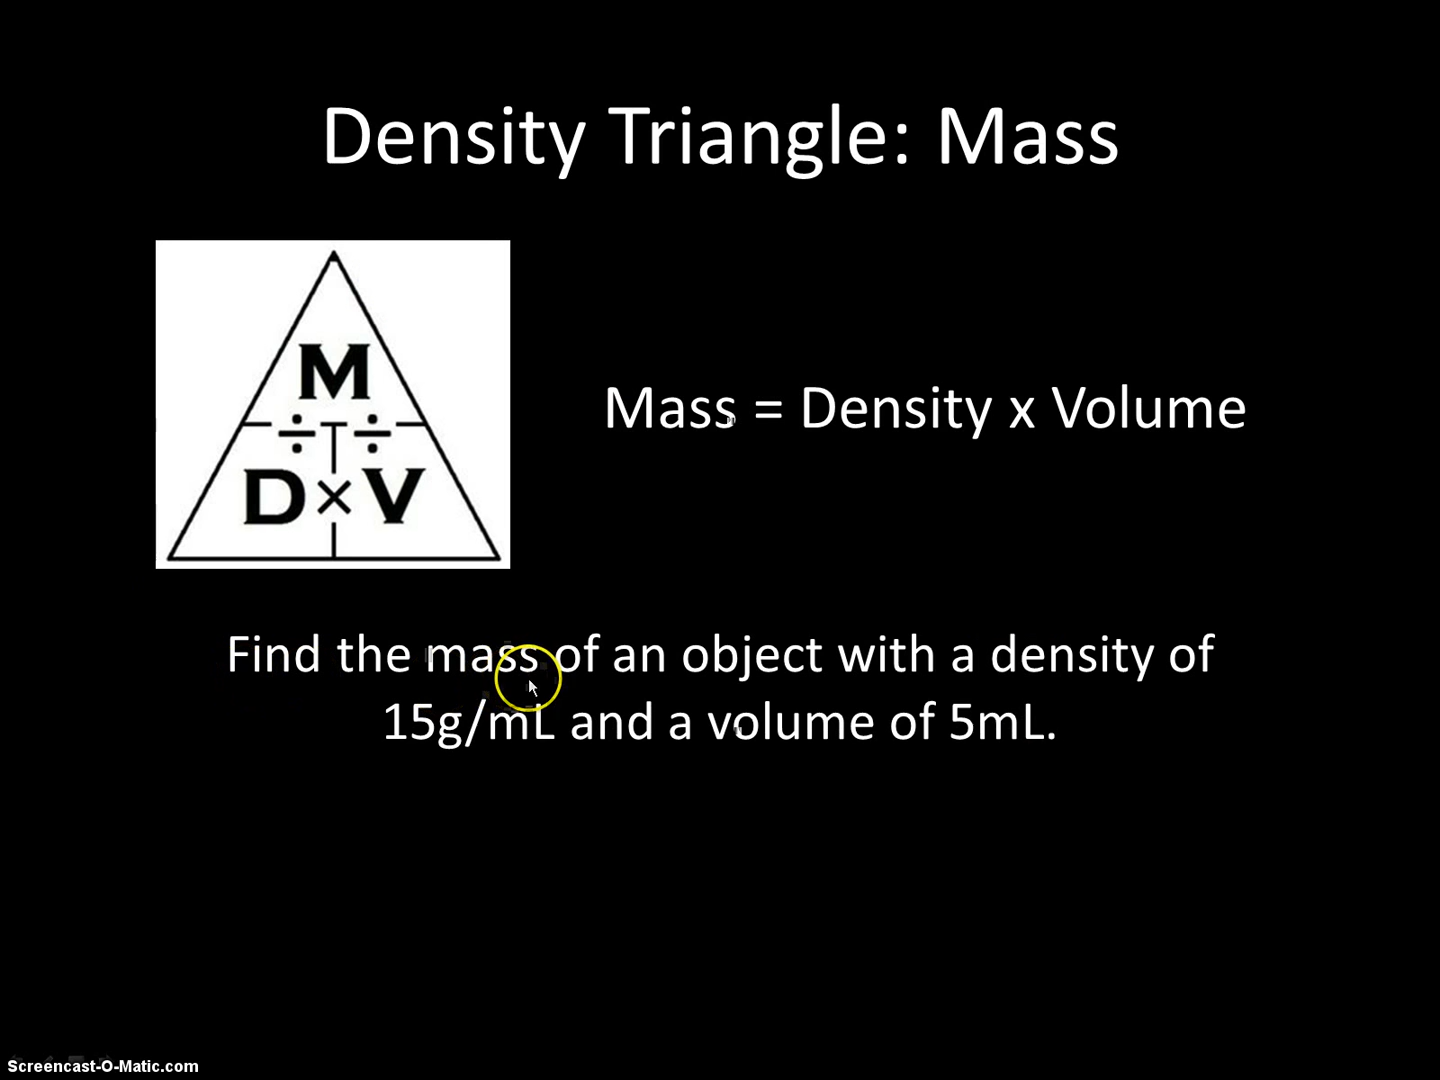 Density Triangle: Mass
M
÷ ÷
D × V
Mass = Density x Volume
Find the mass of an object with a density of
15g/mL and a volume of 5mL.
Screencast-O-Matic.com